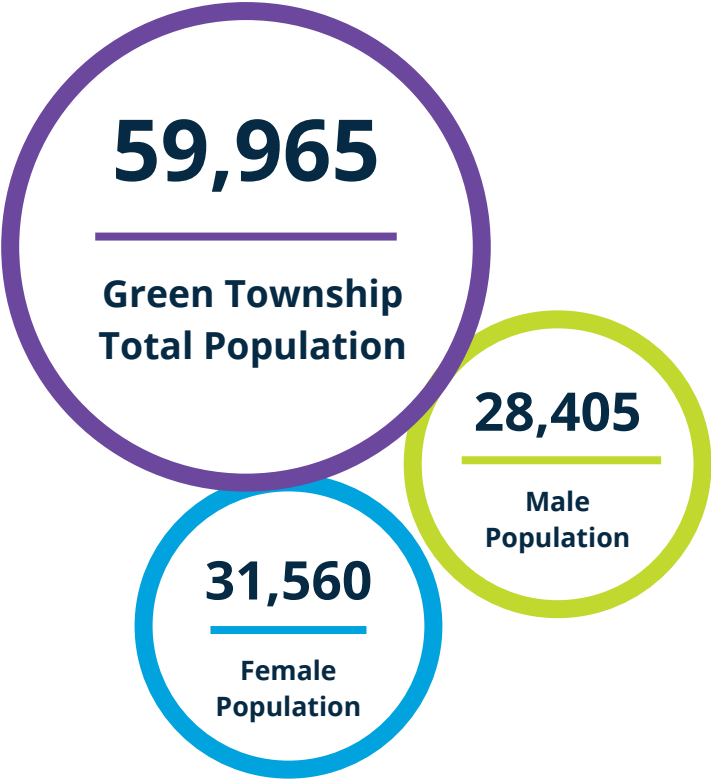 59,965
Green Township
Total Population
28,405
Male
Population
31,560
Female
Population